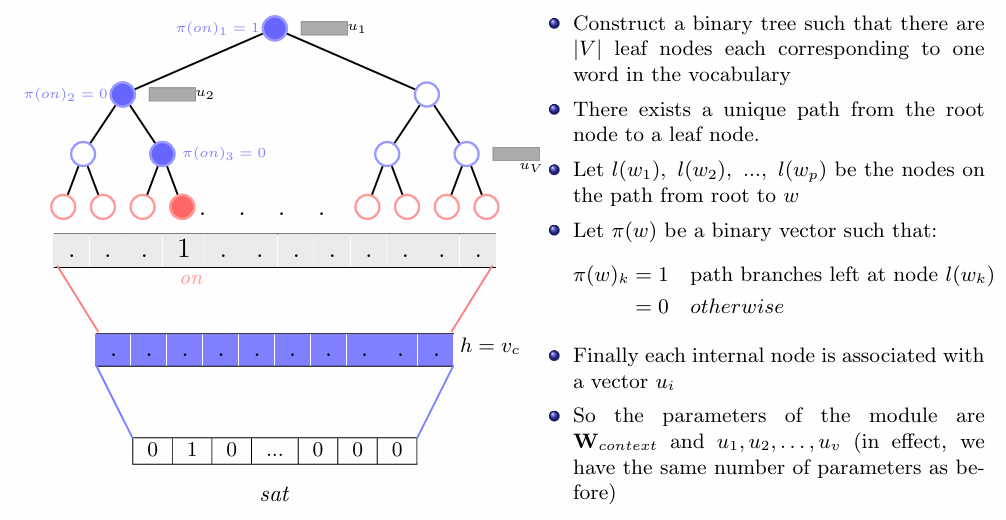 π(on)₁ = 1
u₁
π(on)₂ = 0
u₂
π(on)₃ = 0
u_V
. . . .
. . . 1 . . . . . . . .
on
. . . . . . . . . .
h = v_c
0 1 0 ... 0 0 0
sat
Construct a binary tree such that there are
|V| leaf nodes each corresponding to one
word in the vocabulary
There exists a unique path from the root
node to a leaf node.
Let l(w₁), l(w₂), ..., l(w_p) be the nodes on
the path from root to w
Let π(w) be a binary vector such that:
π(w)_k = 1 path branches left at node l(w_k)
= 0 otherwise
Finally each internal node is associated with
a vector u_i
So the parameters of the module are
W_context and u₁, u₂, . . . , u_v (in effect, we
have the same number of parameters as be-
fore)